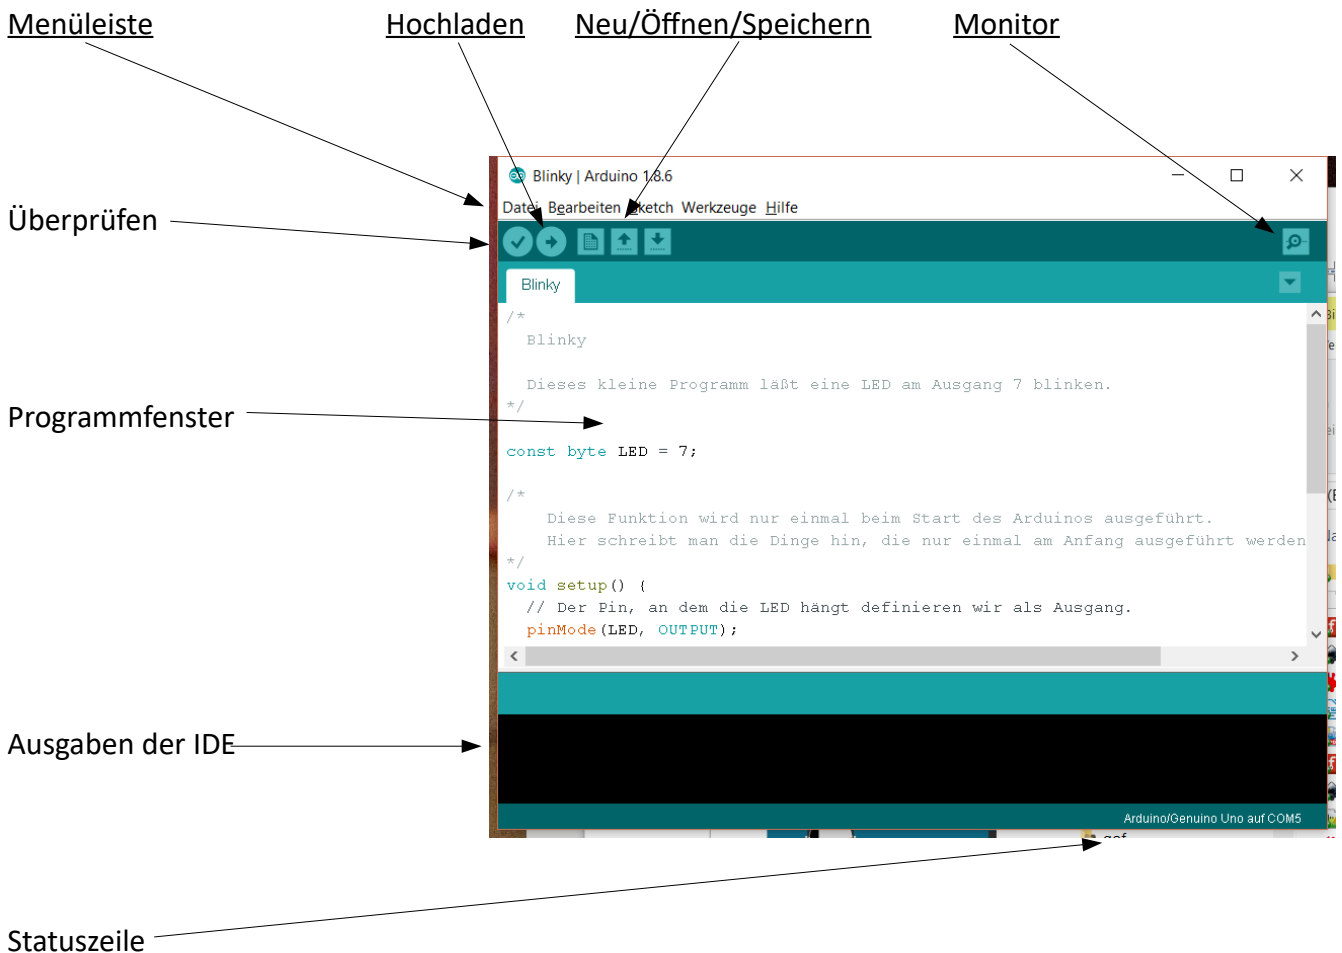 Menüleiste
Hochladen
Neu/Öffnen/Speichern
Monitor
Blinky | Arduino 1.8.6
Datei Bearbeiten Sketch Werkzeuge Hilfe
Überprüfen
Blinky
/*
Blinky
Dieses kleine Programm läßt eine LED am Ausgang 7 blinken.
*/
Programmfenster
const byte LED = 7;
/*
Diese Funktion wird nur einmal beim Start des Arduinos ausgeführt.
Hier schreibt man die Dinge hin, die nur einmal am Anfang ausgeführt werden
*/
void setup() {
// Der Pin, an dem die LED hängt definieren wir als Ausgang.
pinMode(LED, OUTPUT);
Ausgaben der IDE
Arduino/Genuino Uno auf COM5
Statuszeile